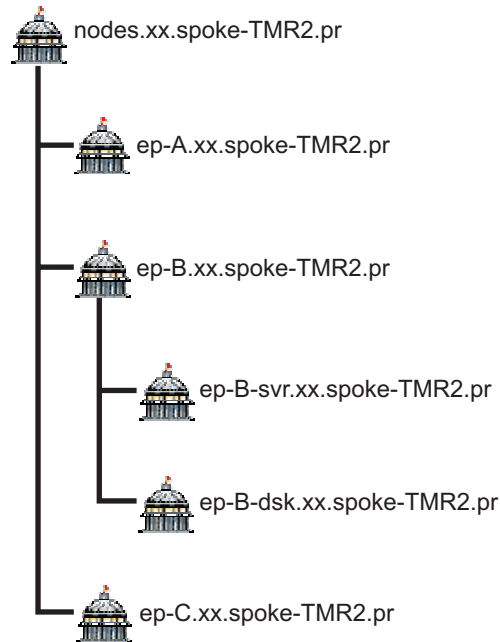 nodes.xx.spoke-TMR2.pr
ep-A.xx.spoke-TMR2.pr
ep-B.xx.spoke-TMR2.pr
ep-B-svr.xx.spoke-TMR2.pr
ep-B-dsk.xx.spoke-TMR2.pr
ep-C.xx.spoke-TMR2.pr